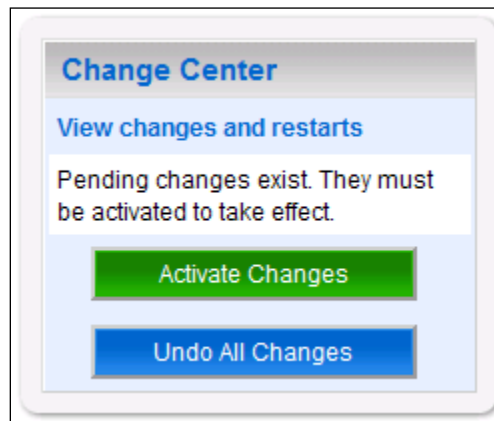 Change Center
View changes and restarts
Pending changes exist. They must
be activated to take effect.
Activate Changes
Undo All Changes